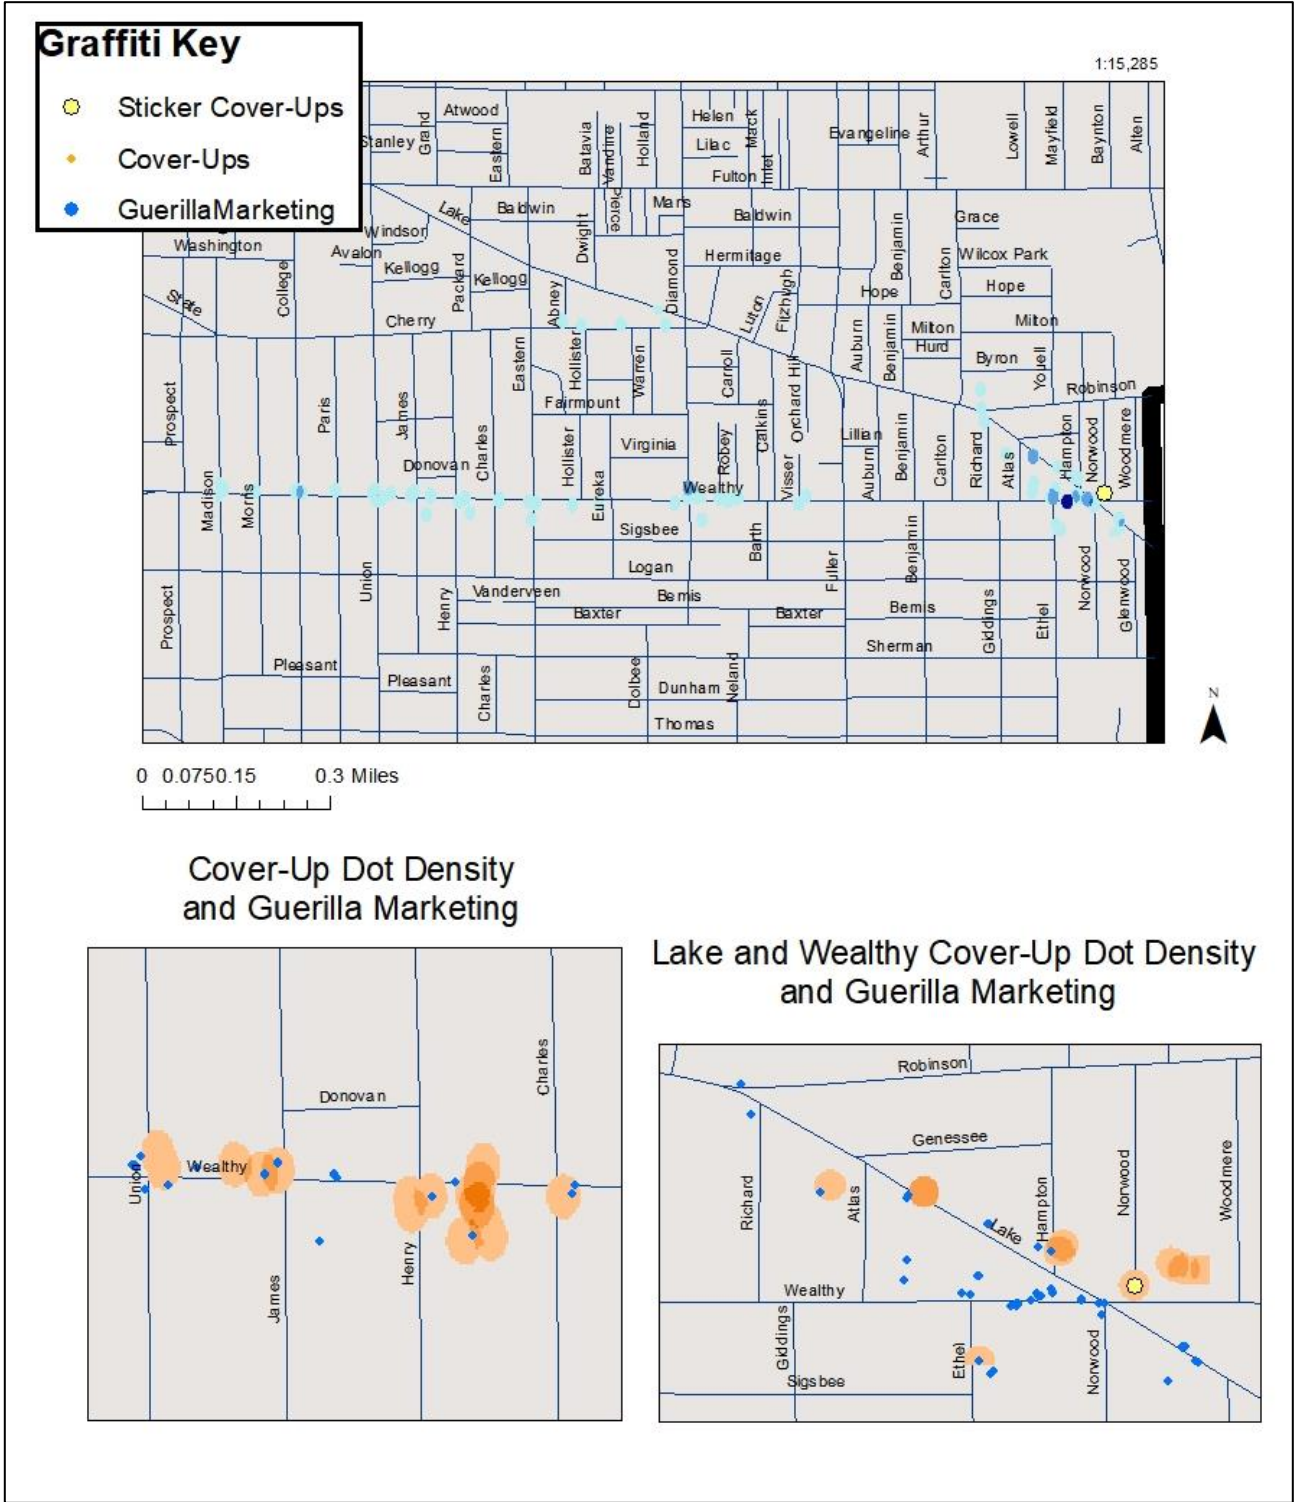 Graffiti Key
Sticker Cover-Ups
Cover-Ups
GuerillaMarketing
1:15,285
Atwood
Stanley
Grand
Eastern
Batavia
Vandine
Holland
Helen
Mack
Lilac
Inlet
Fulton
Evangeline
Arthur
Lowell
Mayfield
Baynton
Alten
Lake
Baldwin
Pierce
Mans
Baldwin
Grace
Washington
Windsor
Avalon
Kellogg
Packard
Kellogg
Dwight
Diamond
Hermitage
Benjamin
Carlton
Wilcox Park
State
College
Cherry
Abney
Luton
Fitzhugh
Hope
Hope
Milton
Milton
Hurd
Byron
Youell
Robinson
Auburn
Benjamin
Prospect
Paris
James
Charles
Eastern
Hollister
Warren
Fairmount
Carroll
Calkins
Orchard Hill
Virginia
Robey
Lillian
Donovan
Hollister
Eureka
Wealthy
Visser
Auburn
Benjamin
Carlton
Richard
Atlas
Hampton
Norwood
Woodmere
Madison
Morris
Sigsbee
Barth
Logan
Fuller
Benjamin
Union
Henry
Vanderveen
Bemis
Baxter
Baxter
Bemis
Giddings
Ethel
Norwood
Glenwood
Prospect
Sherman
Pleasant
Pleasant
Charles
Dolbee
Dunham
Neland
Thomas
N
0 0.0750.15 0.3 Miles
Cover-Up Dot Density
and Guerilla Marketing
Charles
Donovan
Wealthy
Union
Henry
James
Lake and Wealthy Cover-Up Dot Density
and Guerilla Marketing
Robinson
Genessee
Richard
Atlas
Lake
Hampton
Norwood
Woodmere
Wealthy
Giddings
Ethel
Norwood
Sigsbee